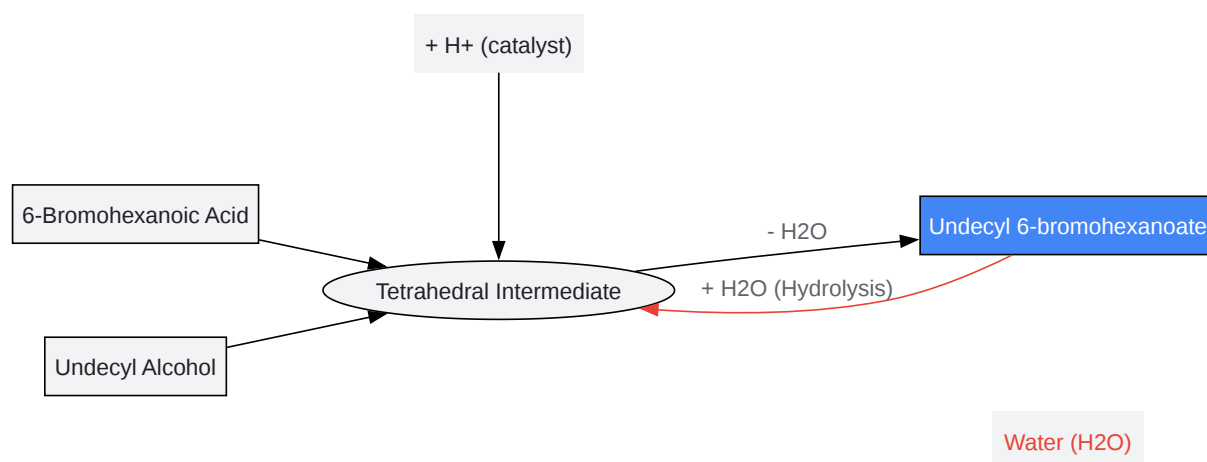 + H+ (catalyst)
6-Bromohexanoic Acid
Undecyl Alcohol
Tetrahedral Intermediate
- H2O
+ H2O (Hydrolysis)
Undecyl 6-bromohexanoate
Water (H2O)